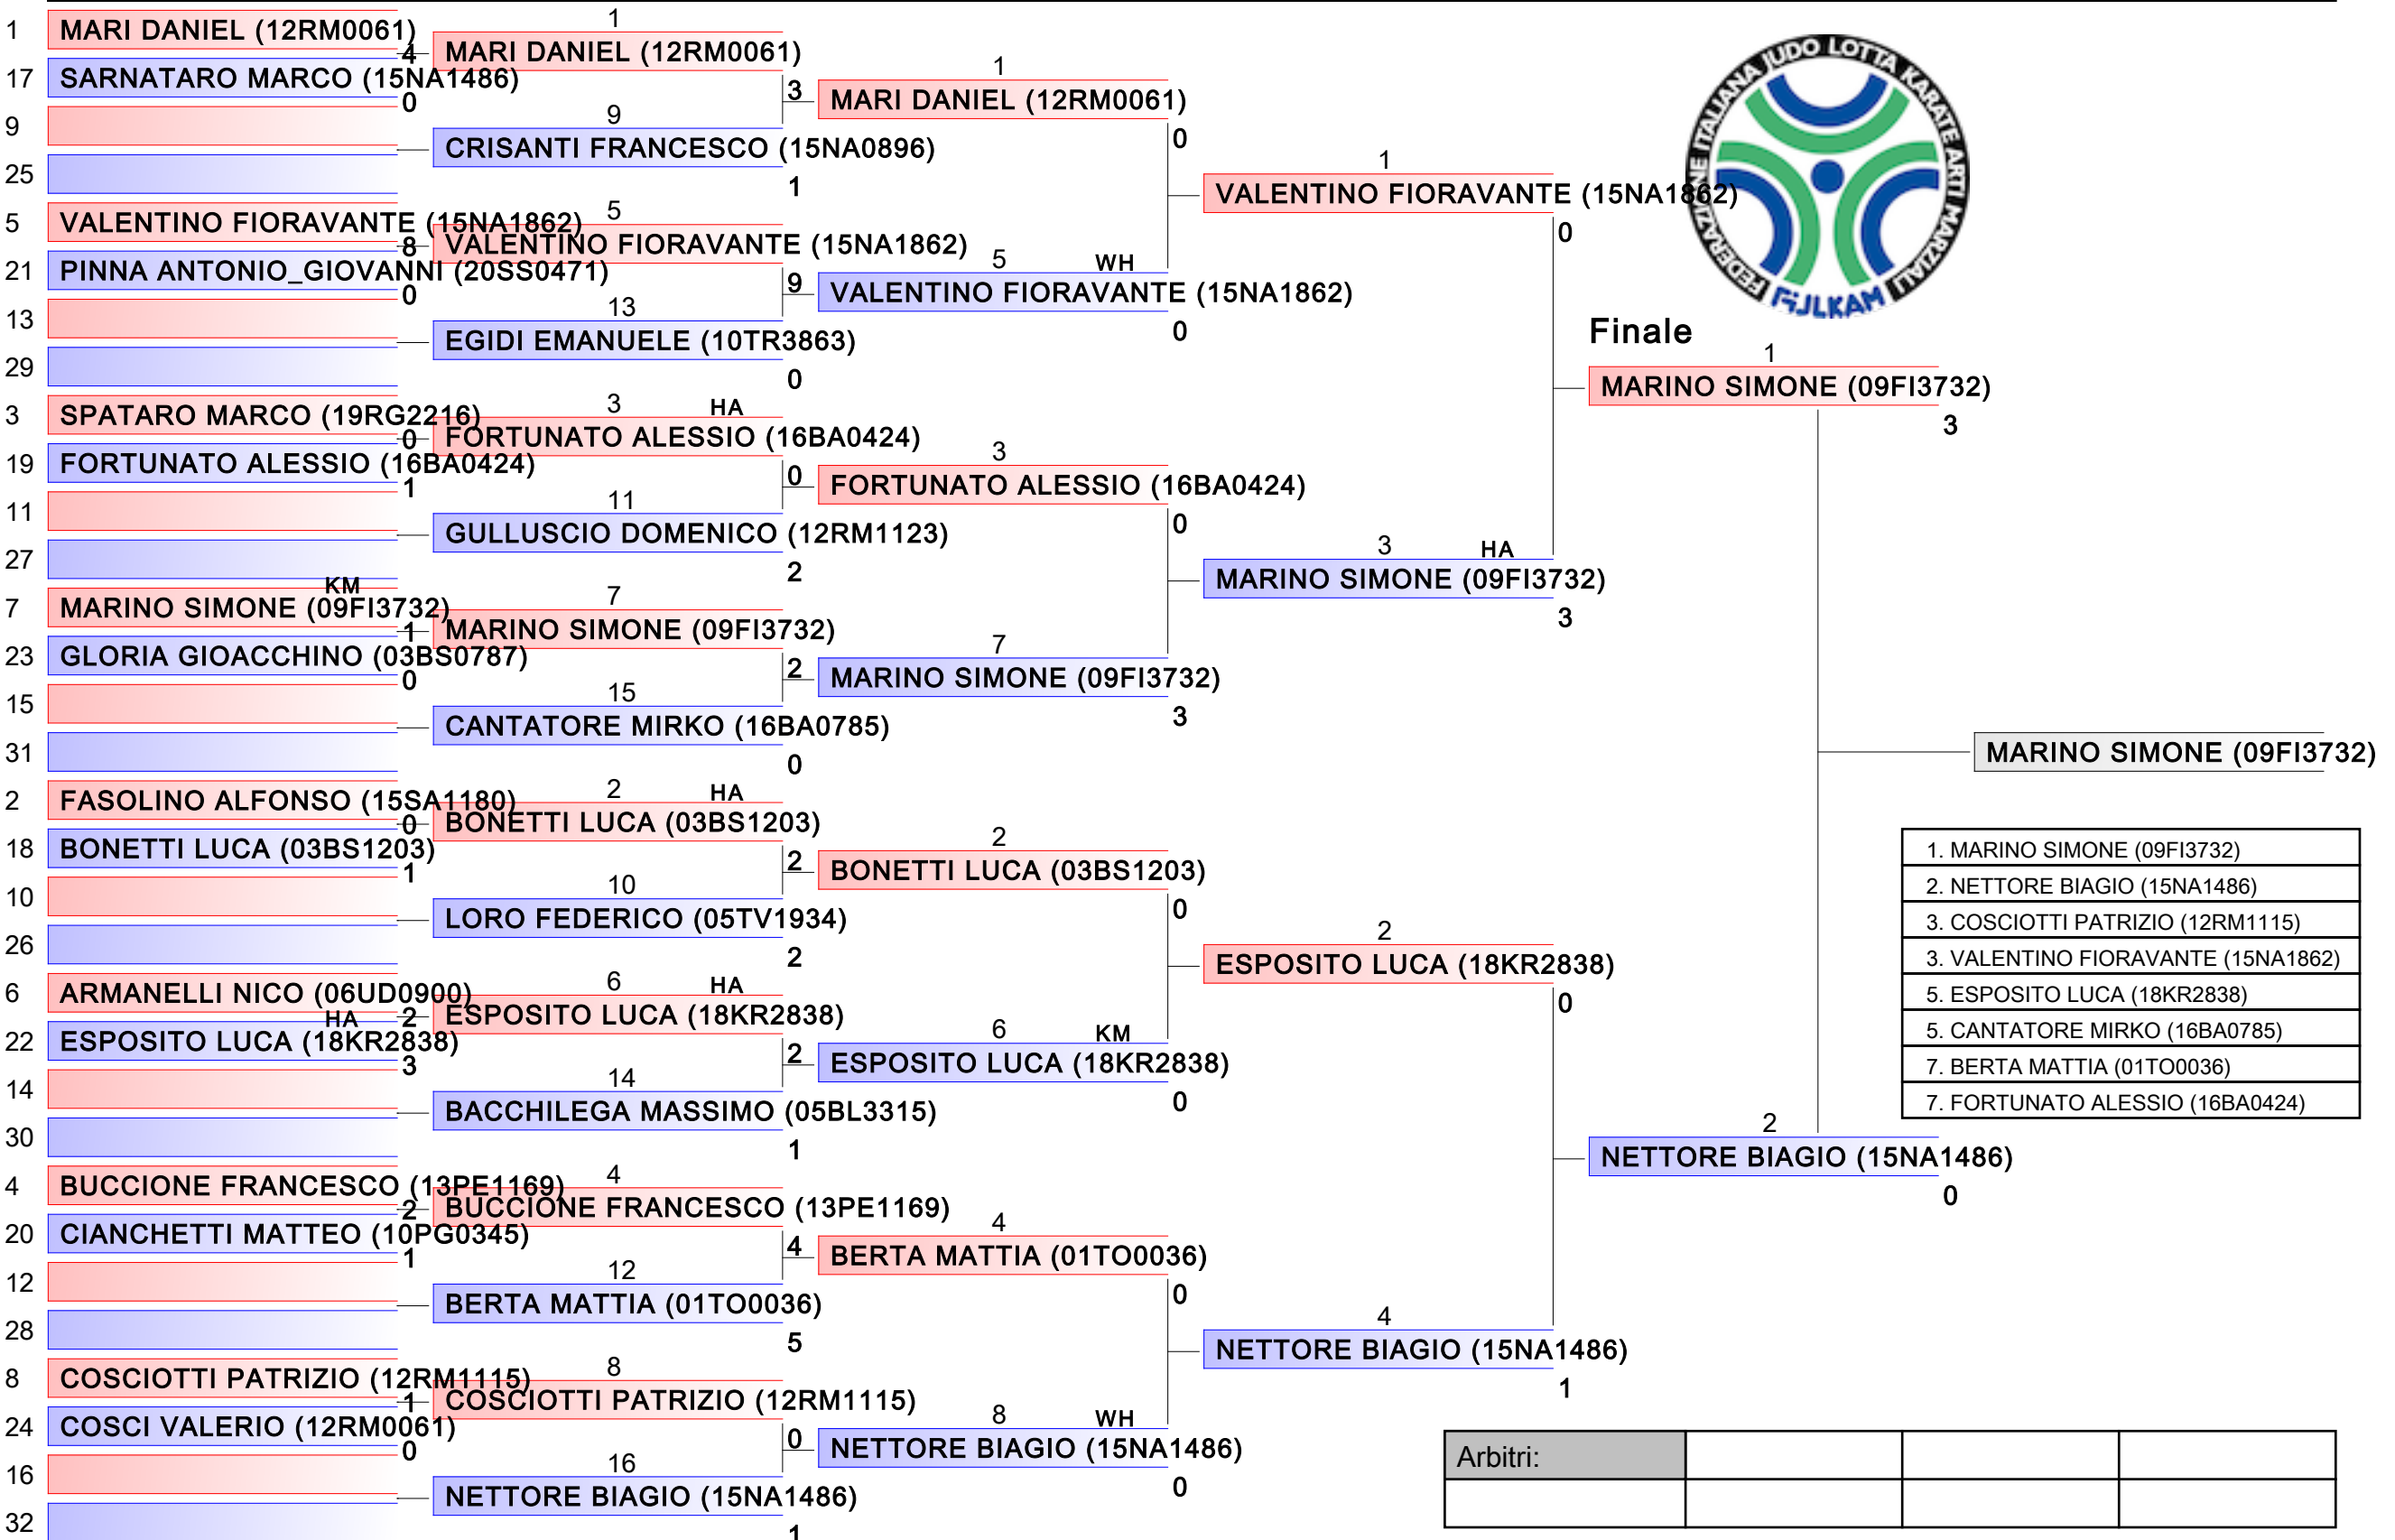 1 MARI DANIEL (12RM0061)
4
17 SARNATARO MARCO (15NA1486)
0
9
25
5 VALENTINO FIORAVANTE (15NA1862)
8
21 PINNA ANTONIO_GIOVANNI (20SS0471)
0
13
29
3 SPATARO MARCO (19RG2216)
0
19 FORTUNATO ALESSIO (16BA0424)
1
11
27
KM
7 MARINO SIMONE (09FI3732)
1
23 GLORIA GIOACCHINO (03BS0787)
0
15
31
2 FASOLINO ALFONSO (15SA1180)
0
18 BONETTI LUCA (03BS1203)
1
10
26
6 ARMANELLI NICO (06UD0900)
2
HA
22 ESPOSITO LUCA (18KR2838)
3
14
30
4 BUCCIONE FRANCESCO (13PE1169)
2
20 CIANCHETTI MATTEO (10PG0345)
1
12
28
8 COSCIOTTI PATRIZIO (12RM1115)
1
24 COSCI VALERIO (12RM0061)
0
16
32
1
MARI DANIEL (12RM0061)
3
9
CRISANTI FRANCESCO (15NA0896)
1
5
VALENTINO FIORAVANTE (15NA1862)
9
13
EGIDI EMANUELE (10TR3863)
0
3 HA
FORTUNATO ALESSIO (16BA0424)
0
11
GULLUSCIO DOMENICO (12RM1123)
2
7
MARINO SIMONE (09FI3732)
2
15
CANTATORE MIRKO (16BA0785)
0
2 HA
BONETTI LUCA (03BS1203)
2
10
LORO FEDERICO (05TV1934)
2
6 HA
ESPOSITO LUCA (18KR2838)
2
14
BACCHILEGA MASSIMO (05BL3315)
1
4
BUCCIONE FRANCESCO (13PE1169)
4
12
BERTA MATTIA (01TO0036)
5
8
COSCIOTTI PATRIZIO (12RM1115)
0
16
NETTORE BIAGIO (15NA1486)
1
1
MARI DANIEL (12RM0061)
0
5 WH
VALENTINO FIORAVANTE (15NA1862)
0
3
FORTUNATO ALESSIO (16BA0424)
0
7
MARINO SIMONE (09FI3732)
3
2
BONETTI LUCA (03BS1203)
0
6 KM
ESPOSITO LUCA (18KR2838)
0
4
BERTA MATTIA (01TO0036)
0
8 WH
NETTORE BIAGIO (15NA1486)
0
1
VALENTINO FIORAVANTE (15NA1862)
0
3 HA
MARINO SIMONE (09FI3732)
3
2
ESPOSITO LUCA (18KR2838)
0
4
NETTORE BIAGIO (15NA1486)
1
FEDERAZIONE ITALIANA JUDO LOTTA KARATE ARTI MARZIALI
FIJLKAM
Finale
1
MARINO SIMONE (09FI3732)
3
2
NETTORE BIAGIO (15NA1486)
0
MARINO SIMONE (09FI3732)
1. MARINO SIMONE (09FI3732)
2. NETTORE BIAGIO (15NA1486)
3. COSCIOTTI PATRIZIO (12RM1115)
3. VALENTINO FIORAVANTE (15NA1862)
5. ESPOSITO LUCA (18KR2838)
5. CANTATORE MIRKO (16BA0785)
7. BERTA MATTIA (01TO0036)
7. FORTUNATO ALESSIO (16BA0424)
Arbitri: